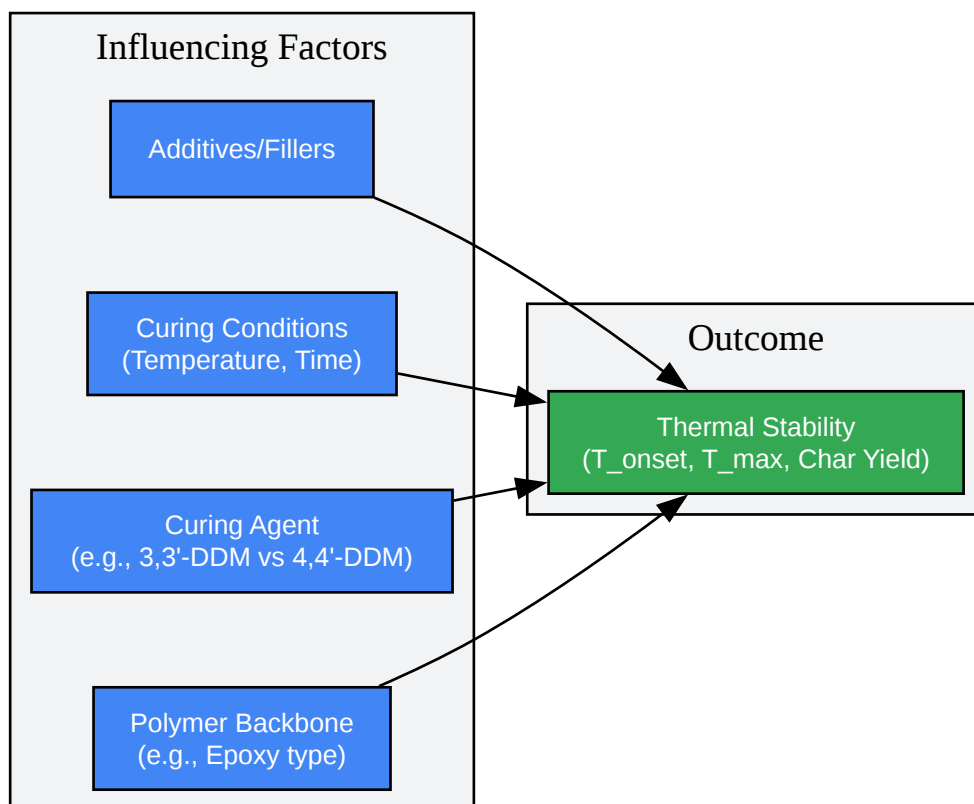 Influencing Factors
Additives/Fillers
Curing Conditions
(Temperature, Time)
Curing Agent
(e.g., 3,3'-DDM vs 4,4'-DDM)
Polymer Backbone
(e.g., Epoxy type)
Outcome
Thermal Stability
(T_onset, T_max, Char Yield)